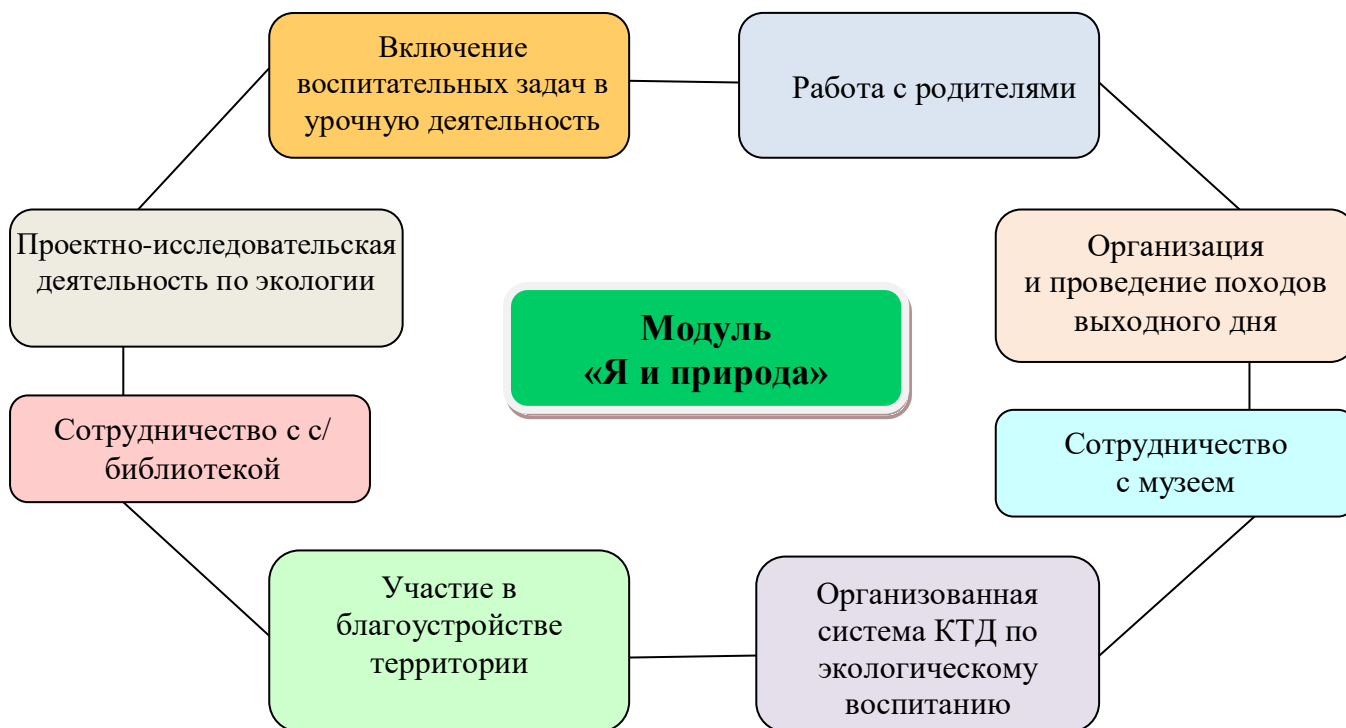 Включение
воспитательных задач в
урочную деятельность
Работа с родителями
Проектно-исследовательская
деятельность по экологии
Организация
и проведение походов
выходного дня
Модуль
«Я и природа»
Сотрудничество с с/
библиотекой
Сотрудничество
с музеем
Участие в
благоустройстве
территории
Организованная
система КТД по
экологическому
воспитанию